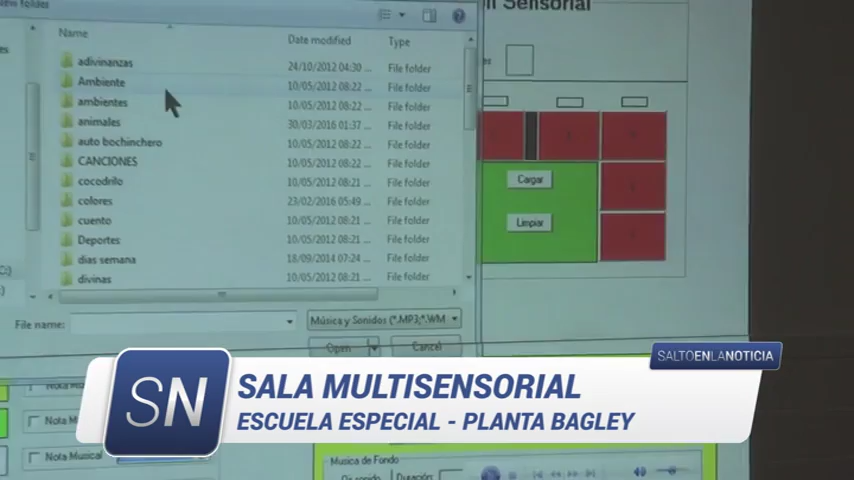 New folder
Sensorial
Name
Date modified
Type
adivinanzas 24/10/2012 04:30 ... File folder
Ambiente 10/05/2012 08:22 ... File folder
ambientes 10/05/2012 08:22 ... File folder
animales 30/03/2016 01:37 ... File folder
auto bochinchero 10/05/2012 08:22 ... File folder
CANCIONES 10/05/2012 08:22 ... File folder
cocodrilo 10/05/2012 08:21 ... File folder
colores 23/02/2016 05:49 ... File folder
cuento 10/05/2012 08:21 ... File folder
Deportes 10/05/2012 08:21 ... File folder
dias semana 18/09/2014 07:24 ... File folder
divinas 10/05/2012 08:21 ... File folder
Cargar
Limpiar
File name:
Música y Sonidos (*.MP3;*.WM
Open
Cancel
SALTOENLANOTICIA
SN
SALA MULTISENSORIAL
ESCUELA ESPECIAL - PLANTA BAGLEY
Nota Mu
Nota Musical
Musica de Fondo
Duración: